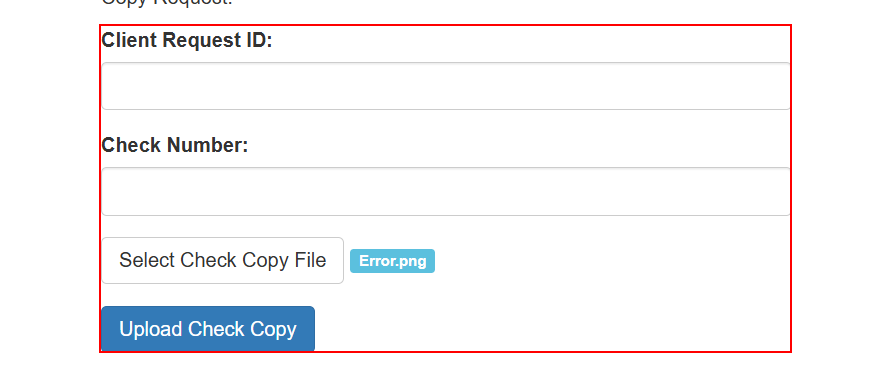 Copy Request:
Client Request ID:
Check Number:
Select Check Copy File Error.png
Upload Check Copy